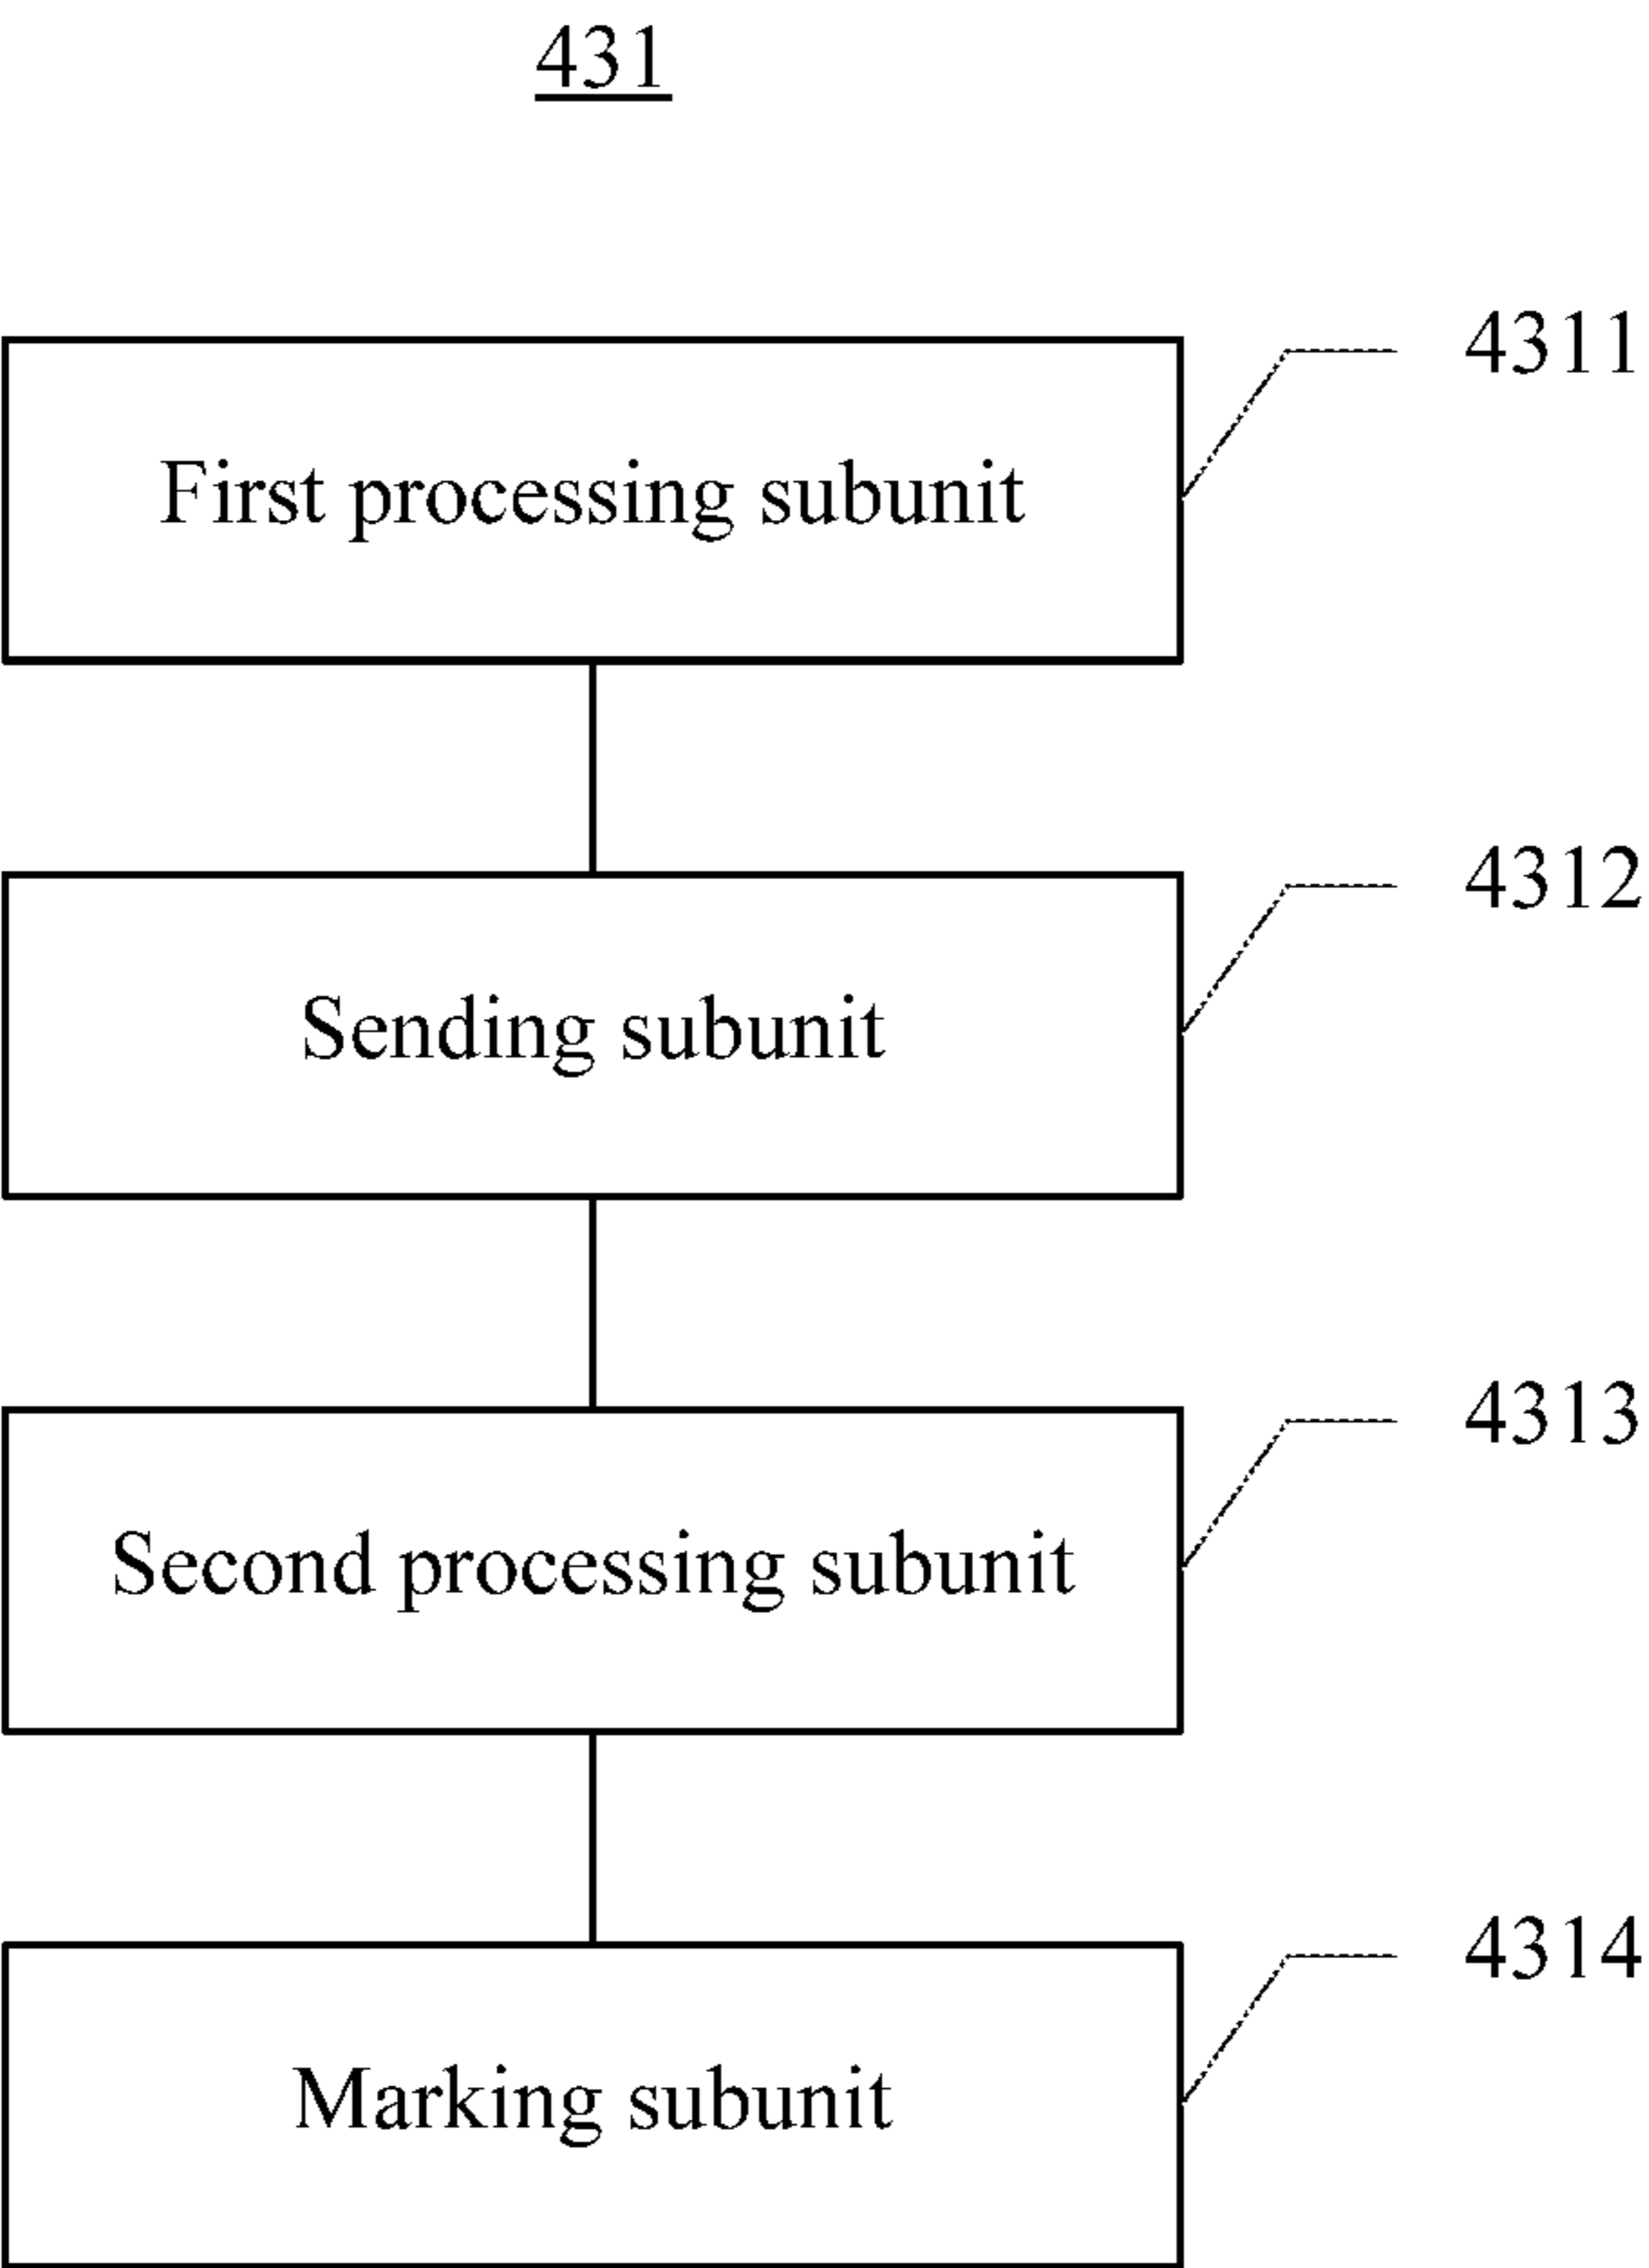 431
4311
First processing subunit
4312
Sending subunit
4313
Second processing subunit
4314
Marking subunit